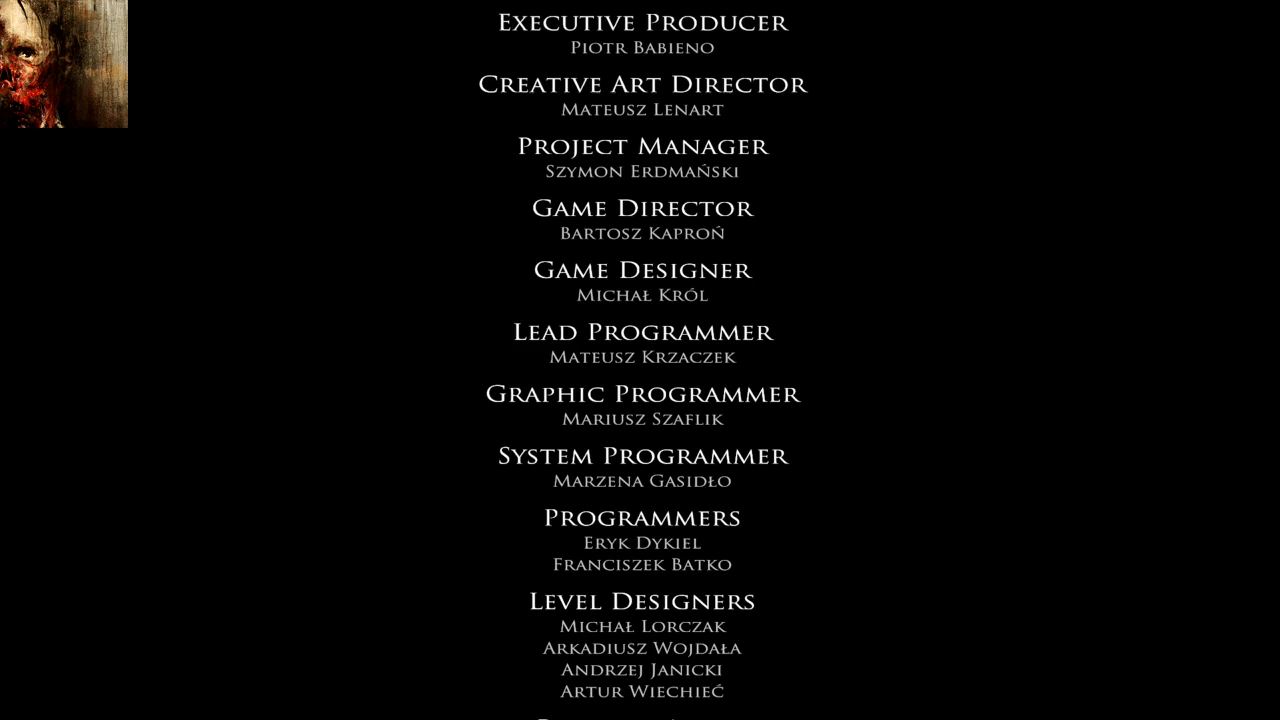 Executive Producer
Piotr Babieno
Creative Art Director
Mateusz Lenart
Project Manager
Szymon Erdmański
Game Director
Bartosz Kaproń
Game Designer
Michał Król
Lead Programmer
Mateusz Krzaczek
Graphic Programmer
Mariusz Szaflik
System Programmer
Marzena Gasidło
Programmers
Eryk Dykiel
Franciszek Batko
Level Designers
Michał Lorczak
Arkadiusz Wojdała
Andrzej Janicki
Artur Wiechieć